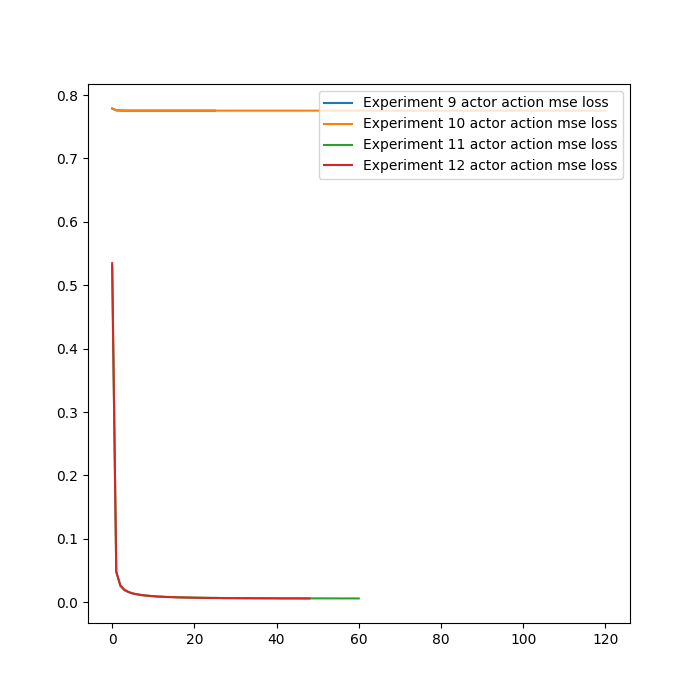 Experiment 9 actor action mse loss
Experiment 10 actor action mse loss
Experiment 11 actor action mse loss
Experiment 12 actor action mse loss
0.8
0.7
0.6
0.5
0.4
0.3
0.2
0.1
0.0
0 20 40 60 80 100 120